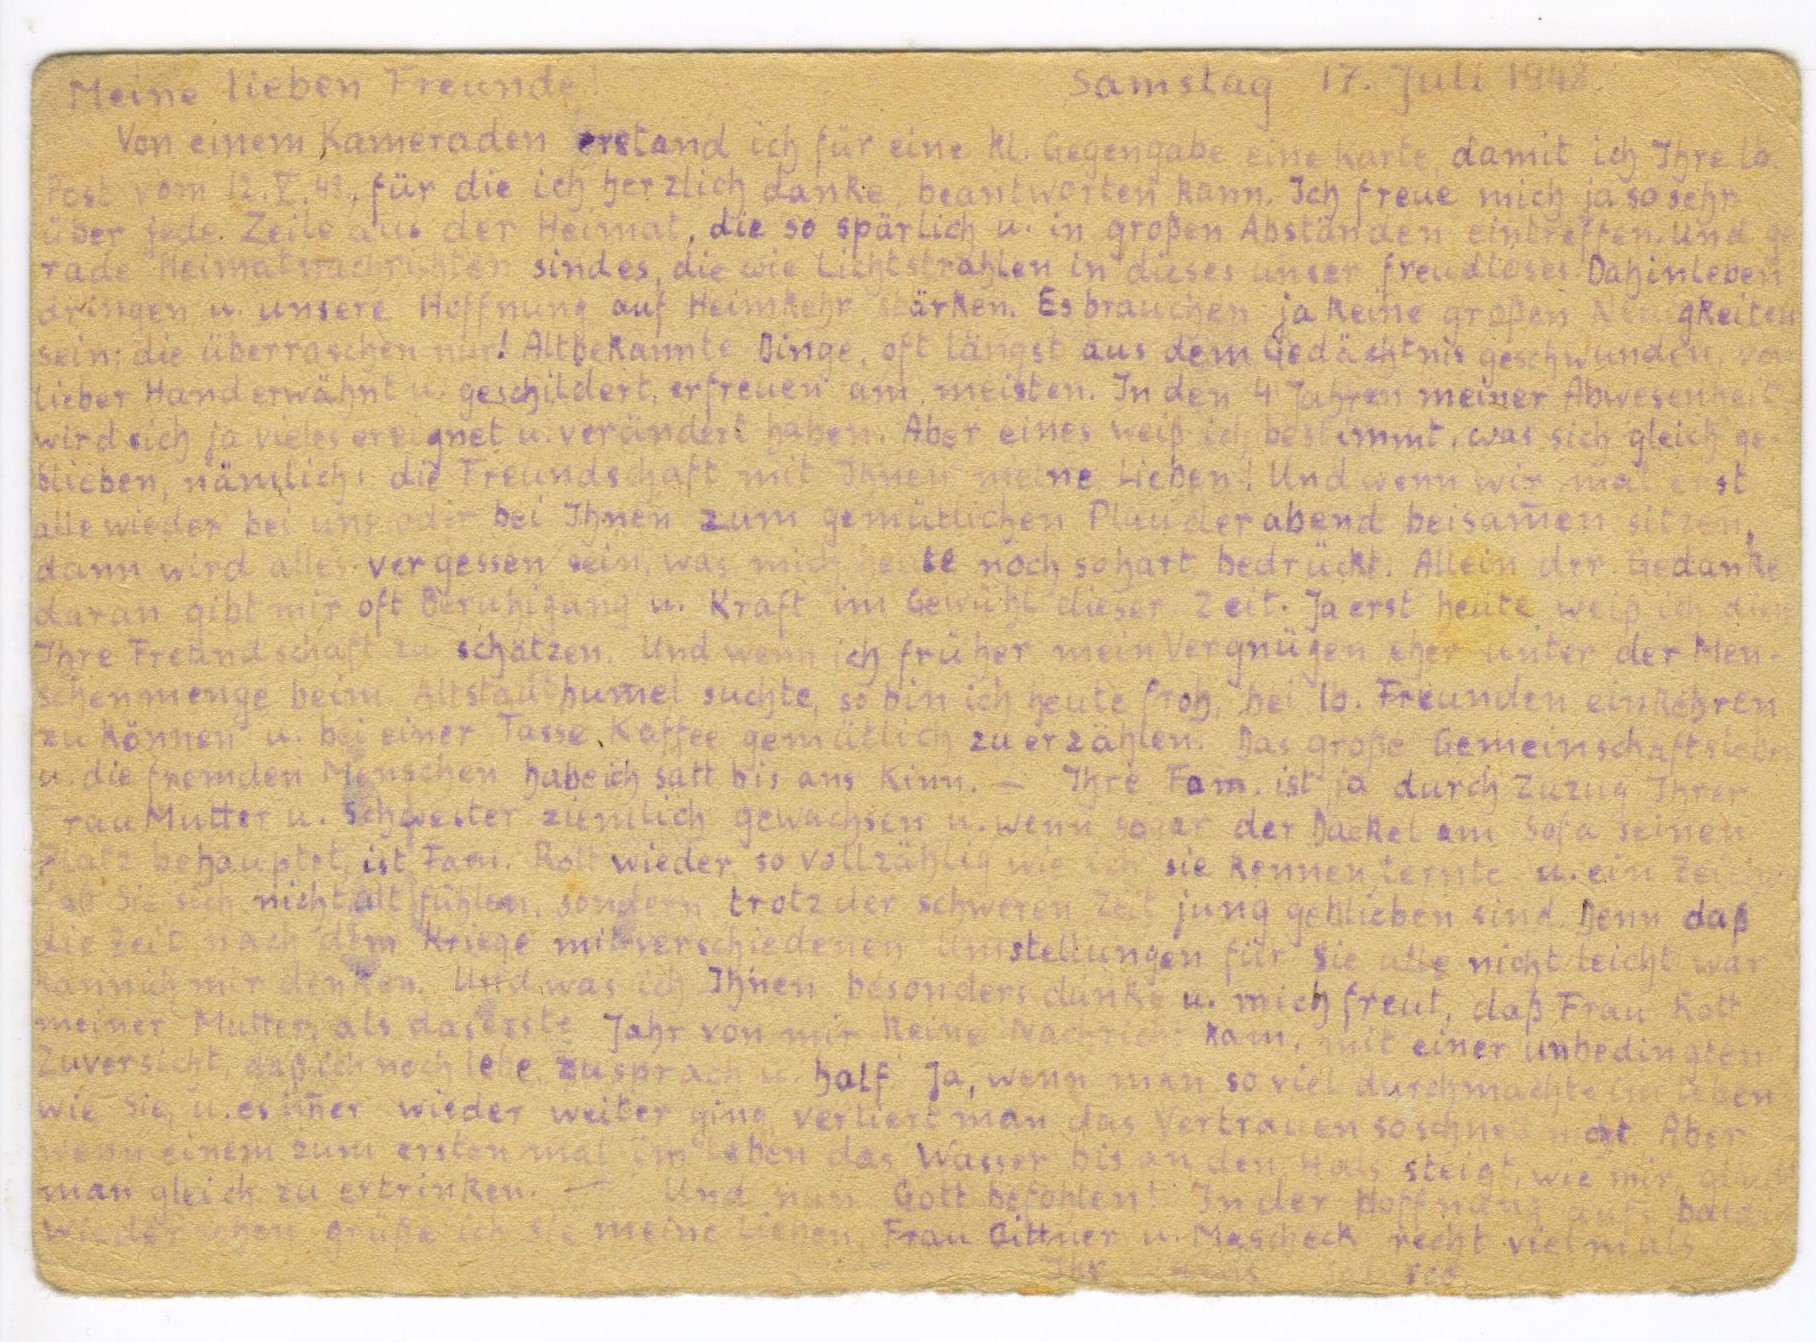 Meine lieben Freunde! Samstag 17. Juli 1948.
Von einem Kameraden erstand ich für eine kl. Gegengabe eine Karte, damit ich Ihre lb.
Post vom 12. V. 48, für die ich herzlich danke, beantworten kann. Ich freue mich ja so sehr
über jede Zeile aus der Heimat, die so spärlich u. in großen Abständen eintreffen. Und ge-
rade Heimatnachrichten sind es, die wie Lichtstrahlen in dieses unser freudloses Dahinleben
dringen u. unsere Hoffnung auf Heimkehr stärken. Es brauchen ja keine großen Neuigkeiten
sein; die überraschen nur! Altbekannte Dinge, oft längst aus dem Gedächtnis geschwunden, von
lieber Hand erwähnt u. geschildert, erfreuen am meisten. In den 4 Jahren meiner Abwesenheit
wird sich ja vieles ereignet u. verändert haben. Aber eines weiß ich bestimmt, was sich gleich ge-
blieben, nämlich: die Freundschaft mit Ihnen meine Lieben! Und wenn wir mal erst
alle wieder bei uns oder bei Ihnen zum gemütlichen Plauderabend beisam̄en sitzen,
dann wird alles vergessen sein, was mich heute noch so hart bedrückt. Allein der Gedanke
daran gibt mir oft Beruhigung u. Kraft im Gewühl dieser Zeit. Ja erst heute weiß ich
Ihre Freundschaft zu schätzen. Und wenn ich früher mein Vergnügen eher unter der Men-
schenmenge beim Altstadthum̄el suchte, so bin ich heute froh, bei lb. Freunden einkehren
zu können u. bei einer Tasse Kaffee gemütlich zu erzählen. Das große Gemeinschaftsleben
u. die fremden Menschen habe ich satt bis ans Kinn. — Ihre Fam. ist ja durch Zuzug Ihrer
Frau Mutter u. Schwester ziemlich gewachsen u. wenn sogar der Dackel am Sofa seinen
Platz behauptet, ist Fam. Rott wieder so vollzählig wie ich sie kennen lernte u. ein Zeichen,
daß Sie sich nicht alt fühlen, sondern trotz der schweren Zeit jung geblieben sind. Denn daß
die Zeit nach dem Kriege mit verschiedenen Umstellungen für Sie alle nicht leicht war
kann ich mir denken. Und was ich Ihnen besonders danke u. mich freut, daß Frau Rott
meiner Mutter, als das erste Jahr von mir keine Nachricht kam, mit einer unbedingten
Zuversicht, daß ich noch lebe zusprach u. half. Ja, wenn man so viel durchmachte im Leben
wie Sie, u. es im̄er wieder weiter ging, verliert man das Vertrauen so schnell nicht. Aber
wenn einem zum ersten mal im Leben das Wasser bis an den Hals steigt, wie mir, glaubt
man gleich zu ertrinken. — Und nun Gott befohlen! In der Hoffnung aufs baldige
Wiedersehen grüße ich Sie meine Lieben, Frau Bittner u. Mascheck recht vielmals
Ihr